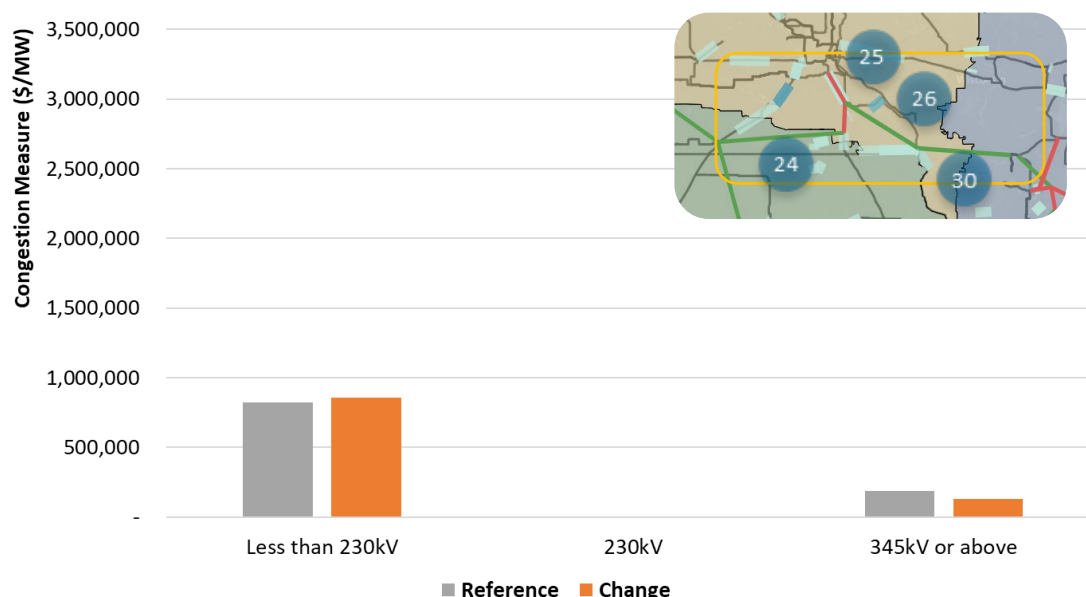 Congestion Measure ($/MW)
3,500,000
3,000,000
2,500,000
2,000,000
1,500,000
1,000,000
500,000
-
25
26
24
30
Less than 230kV
230kV
345kV or above
Reference
Change